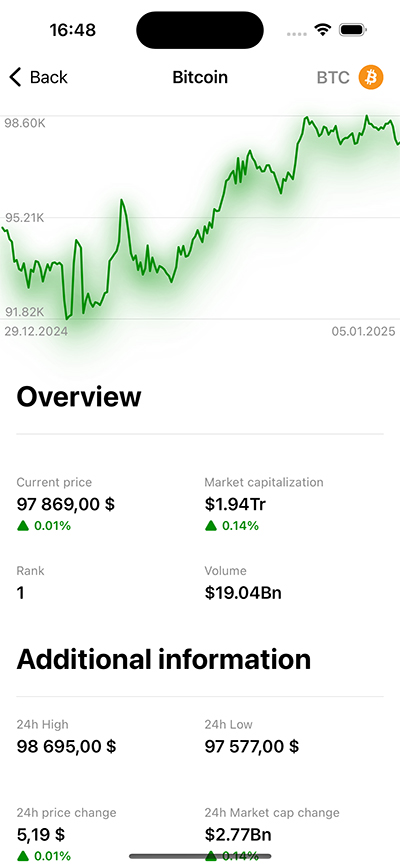 16:48
Back Bitcoin BTC
98.60K
95.21K
91.82K
29.12.2024 05.01.2025
Overview
Current price Market capitalization
97 869,00 $ $1.94Tr
0.01% 0.14%
Rank Volume
1 $19.04Bn
Additional information
24h High 24h Low
98 695,00 $ 97 577,00 $
24h price change 24h Market cap change
5,19 $ $2.77Bn
0.01% 0.14%